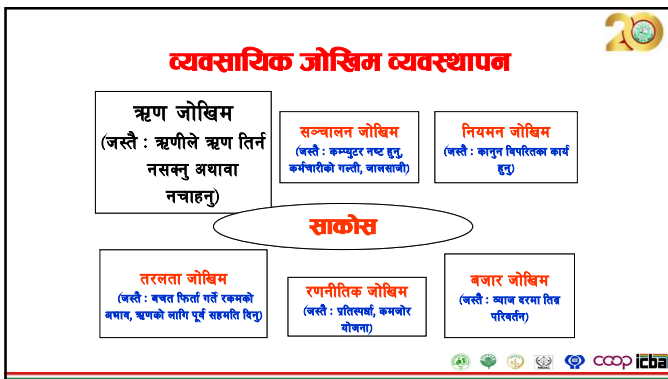 20
व्यवसायिक जोखिम व्यवस्थापन
ऋण जोखिम
(जस्तै : ऋणीले ऋण तिर्न
नसक्नु अथावा
नचाहनु)
सञ्चालन जोखिम
(जस्तै : कम्प्युटर नष्ट हुनु,
कर्मचारीको गल्ती, जालसाजी)
नियमन जोखिम
(जस्तै : कानुन बिपरितका कार्य
हुनु)
साकोस
तरलता जोखिम
(जस्तै : बचत फिर्ता गर्ने रकमको
अभाव, ऋणको लागि पूर्व सहमति दिनु)
रणनीतिक जोखिम
(जस्तै : प्रतिस्पर्धा, कमजोर
योजना)
बजार जोखिम
(जस्तै : ब्याज दरमा तिब्र
परिवर्तन)
coop icba